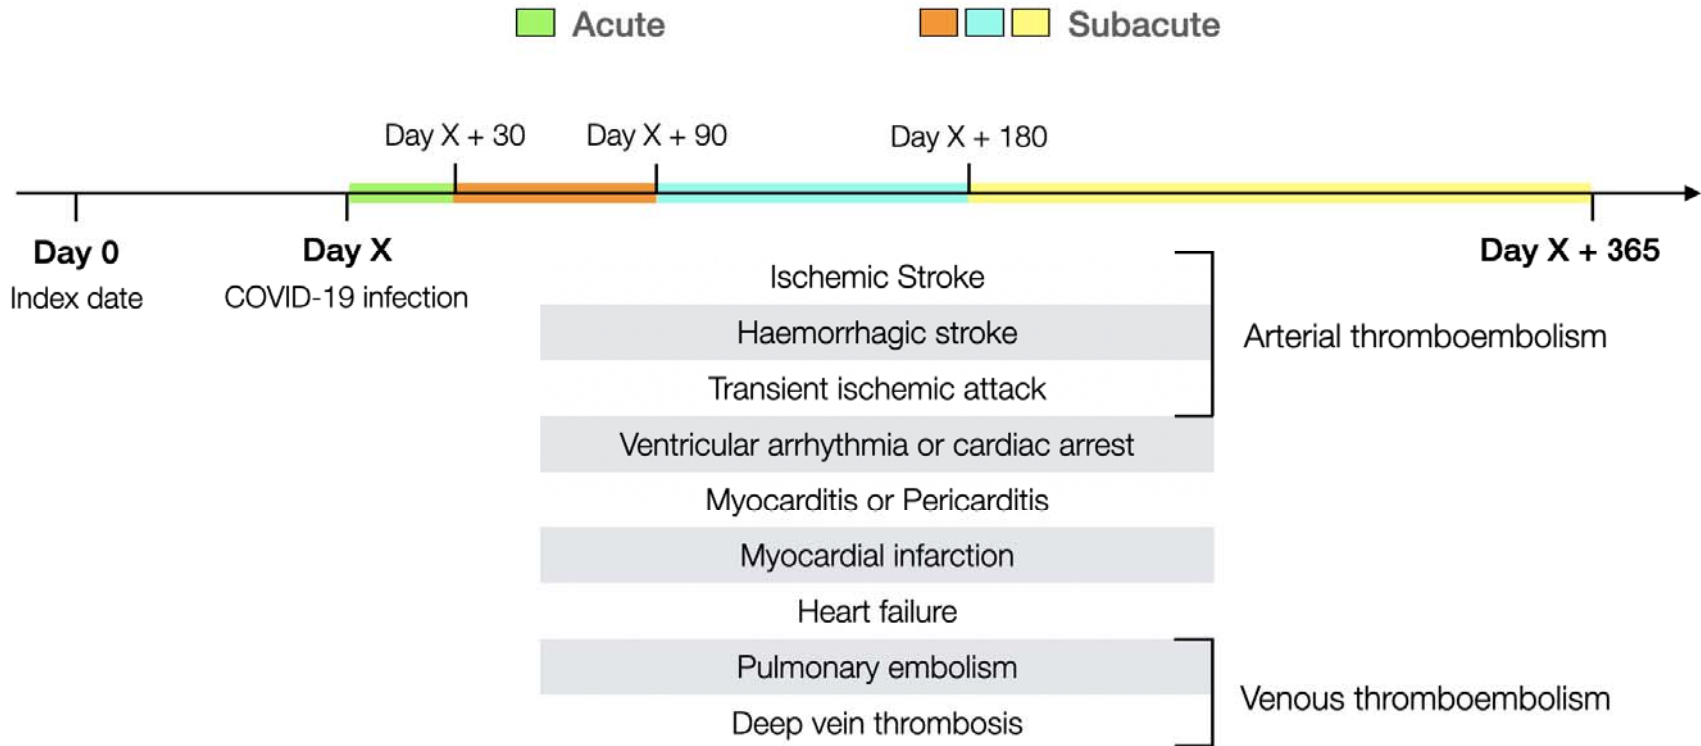 Acute
Subacute
Day X + 30
Day X + 90
Day X + 180
Day 0
Index date
Day X
COVID-19 infection
Day X + 365
Ischemic Stroke
Haemorrhagic stroke
Transient ischemic attack
Arterial thromboembolism
Ventricular arrhythmia or cardiac arrest
Myocarditis or Pericarditis
Myocardial infarction
Heart failure
Pulmonary embolism
Deep vein thrombosis
Venous thromboembolism